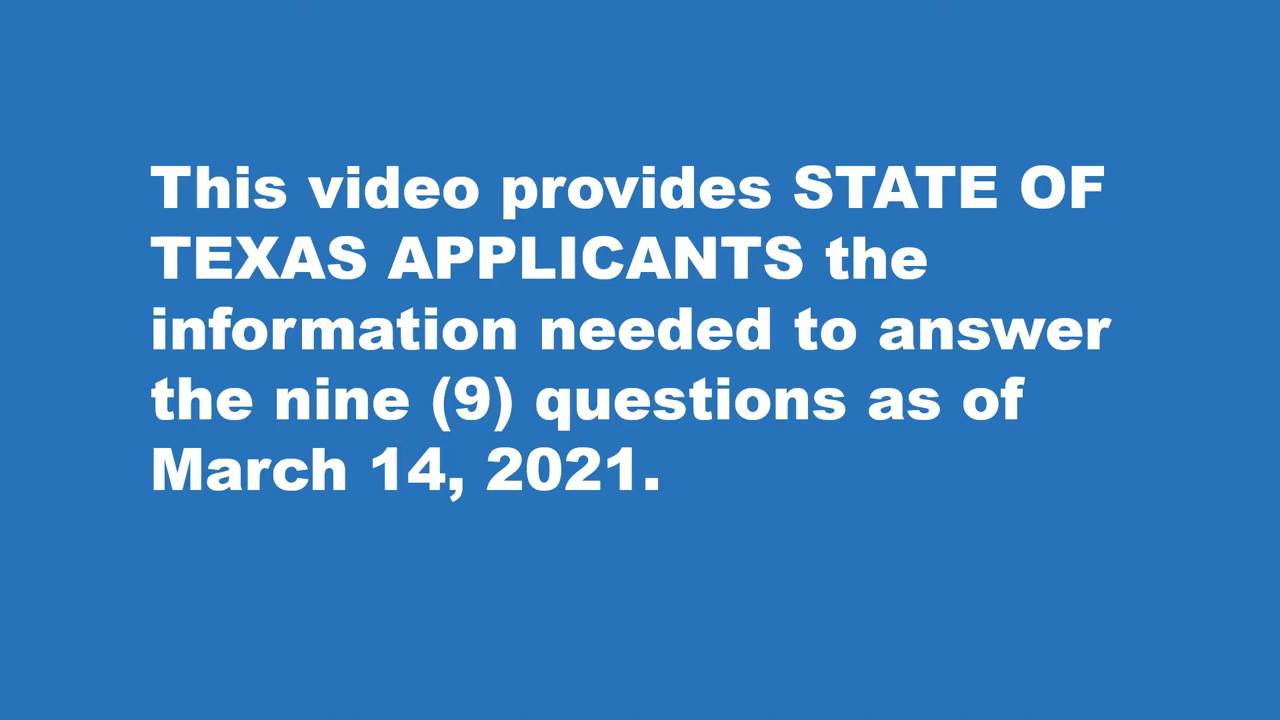 This video provides STATE OF
TEXAS APPLICANTS the
information needed to answer
the nine (9) questions as of
March 14, 2021.